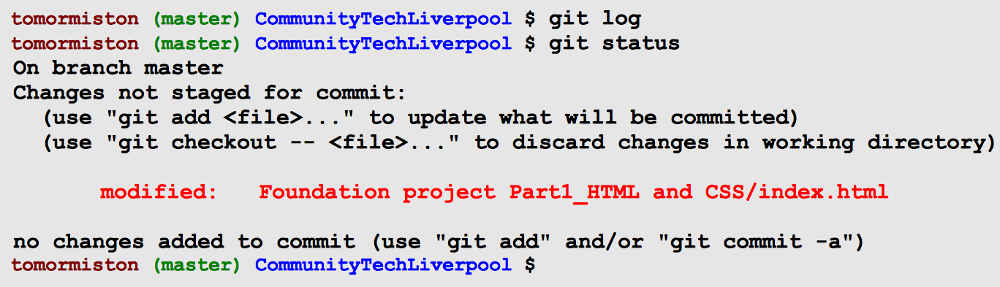 tomormiston (master) CommunityTechLiverpool $ git log
tomormiston (master) CommunityTechLiverpool $ git status
On branch master
Changes not staged for commit:
  (use "git add <file>..." to update what will be committed)
  (use "git checkout -- <file>..." to discard changes in working directory)
modified:   Foundation project Part1_HTML and CSS/index.html
no changes added to commit (use "git add" and/or "git commit -a")
tomormiston (master) CommunityTechLiverpool $